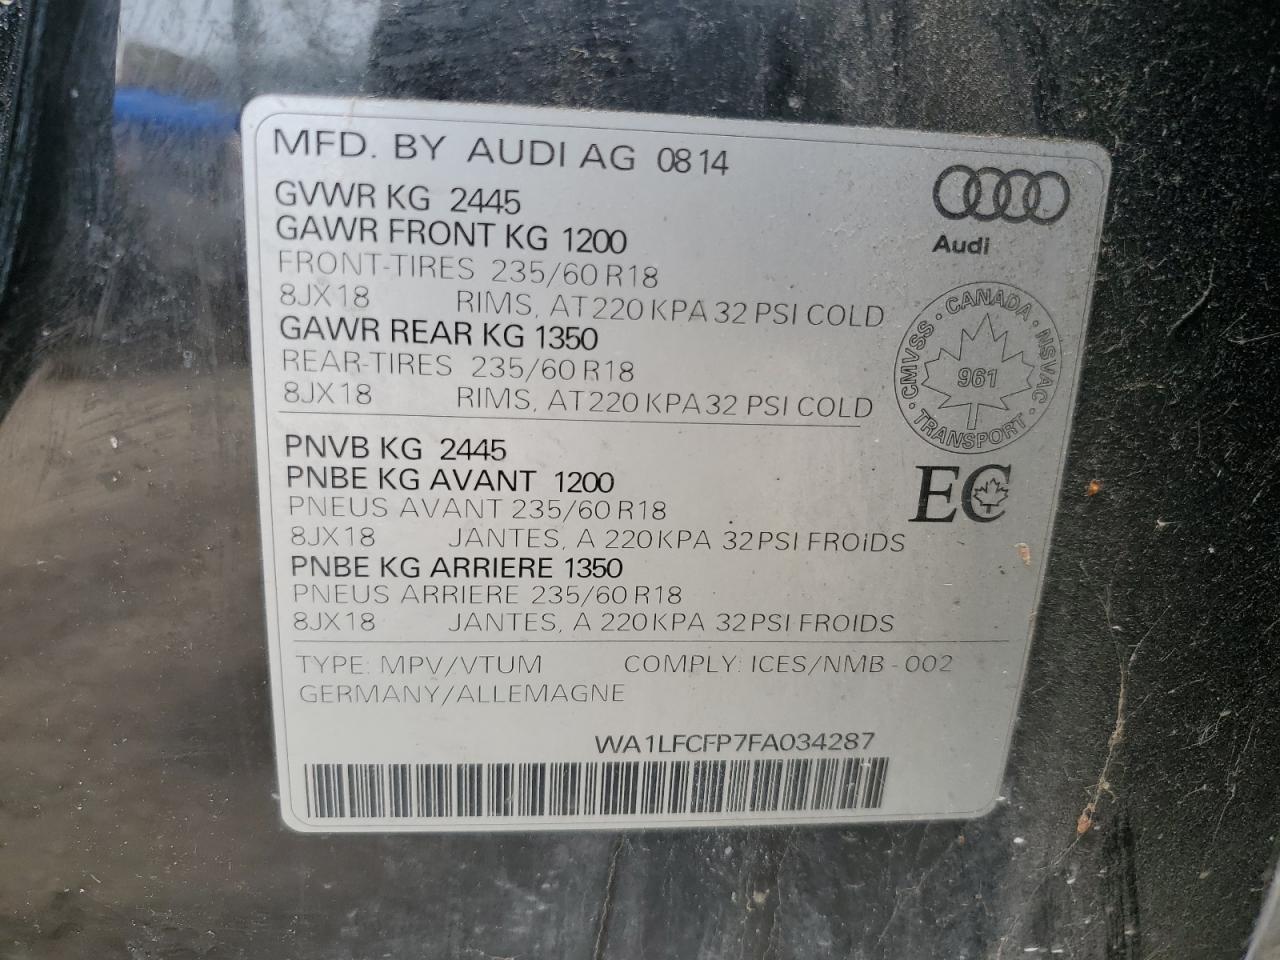 MFD. BY AUDI AG 0814
GVWR KG 2445
GAWR FRONT KG 1200
FRONT-TIRES 235/60 R18
8JX18 RIMS, AT 220 KPA 32 PSI COLD
GAWR REAR KG 1350
REAR-TIRES 235/60 R18
8JX18 RIMS, AT 220 KPA 32 PSI COLD
Audi
CANADA · NSVAC · TRANSPORT · CMVSS ·
961
EC
PNVB KG 2445
PNBE KG AVANT 1200
PNEUS AVANT 235/60 R18
8JX18 JANTES, A 220 KPA 32 PSI FROiDS
PNBE KG ARRIERE 1350
PNEUS ARRIERE 235/60 R18
8JX18 JANTES, A 220 KPA 32 PSI FROIDS
TYPE: MPV/VTUM COMPLY: ICES/NMB - 002
GERMANY/ALLEMAGNE
WA1LFCFP7FA034287